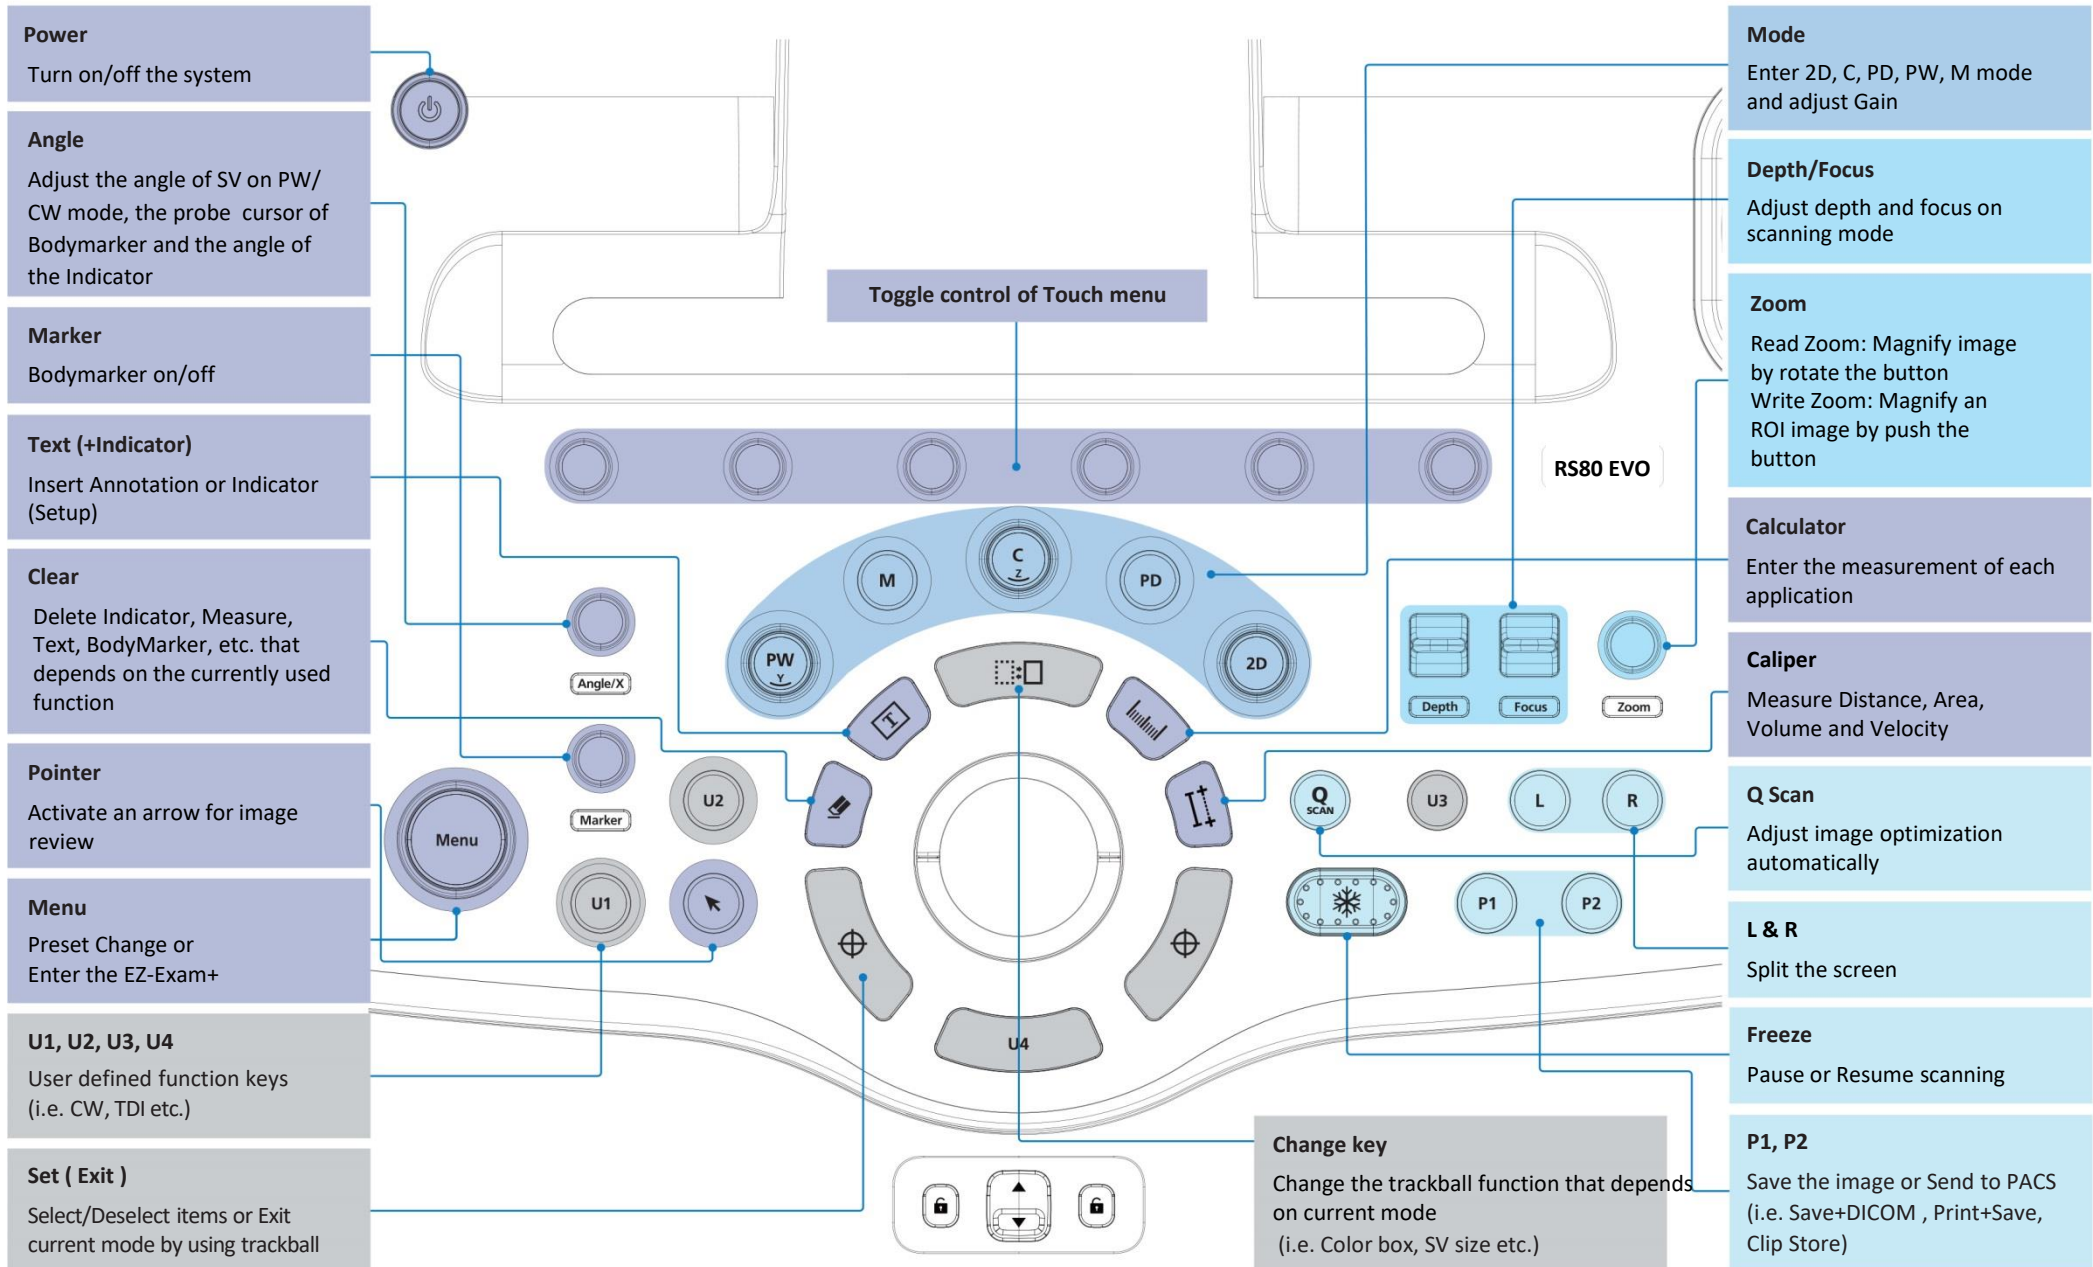 Power
Turn on/off the system
Angle
Adjust the angle of SV on PW/
CW mode, the probe cursor of
Bodymarker and the angle of
the Indicator
Marker
Bodymarker on/off
Text (+Indicator)
Insert Annotation or Indicator
(Setup)
Clear
Delete Indicator, Measure,
Text, BodyMarker, etc. that
depends on the currently used
function
Pointer
Activate an arrow for image
review
Menu
Preset Change or
Enter the EZ-Exam+
U1, U2, U3, U4
User defined function keys
(i.e. CW, TDI etc.)
Set ( Exit )
Select/Deselect items or Exit
current mode by using trackball
Toggle control of Touch menu
RS80 EVO
C
Z
M
PD
PW
Y
2D
Angle/X
T
Depth
Focus
Zoom
Marker
Menu
U2
U1
Q
SCAN
U3
L
R
P1
P2
U4
Change key
Change the trackball function that depends
on current mode
(i.e. Color box, SV size etc.)
Mode
Enter 2D, C, PD, PW, M mode
and adjust Gain
Depth/Focus
Adjust depth and focus on
scanning mode
Zoom
Read Zoom: Magnify image
by rotate the button
Write Zoom: Magnify an
ROI image by push the
button
Calculator
Enter the measurement of each
application
Caliper
Measure Distance, Area,
Volume and Velocity
Q Scan
Adjust image optimization
automatically
L & R
Split the screen
Freeze
Pause or Resume scanning
P1, P2
Save the image or Send to PACS
(i.e. Save+DICOM , Print+Save,
Clip Store)